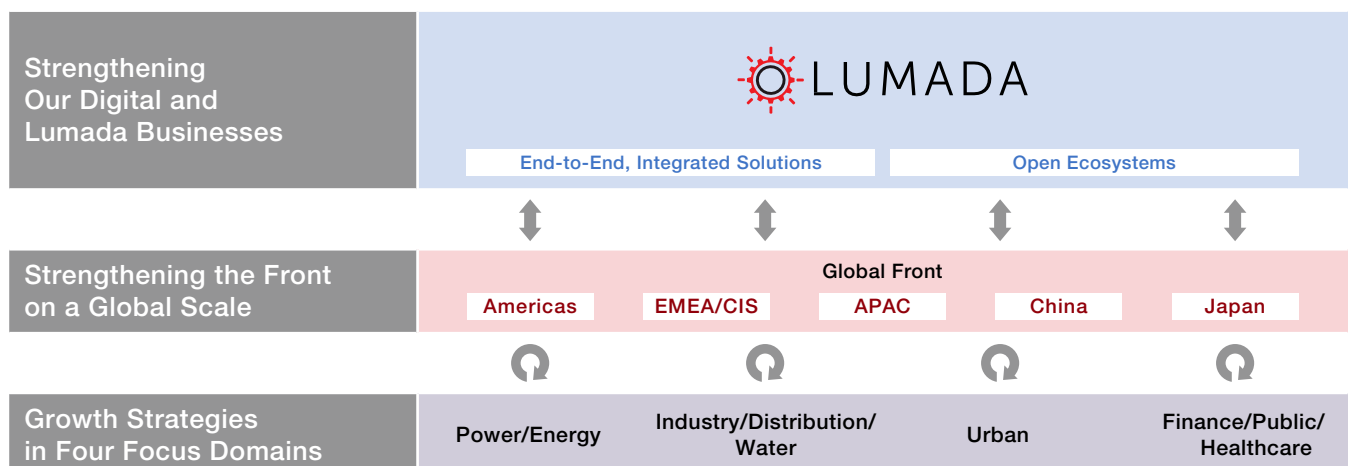 Strengthening
Our Digital and
Lumada Businesses
LUMADA
End-to-End, Integrated Solutions
Open Ecosystems
Strengthening the Front
on a Global Scale
Global Front
Americas
EMEA/CIS
APAC
China
Japan
Growth Strategies
in Four Focus Domains
Power/Energy
Industry/Distribution/
Water
Urban
Finance/Public/
Healthcare